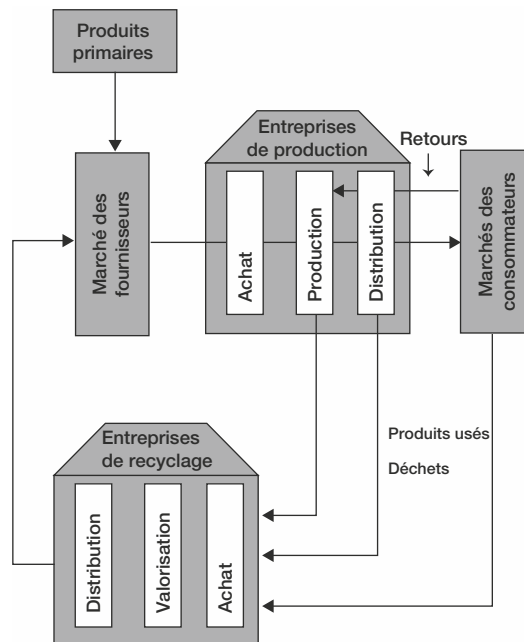 Produits
primaires
Entreprises
de production
Retours
Marché des
fournisseurs
Achat
Production
Distribution
Marchés des
consommateurs
Produits usés
Déchets
Entreprises
de recyclage
Distribution
Valorisation
Achat